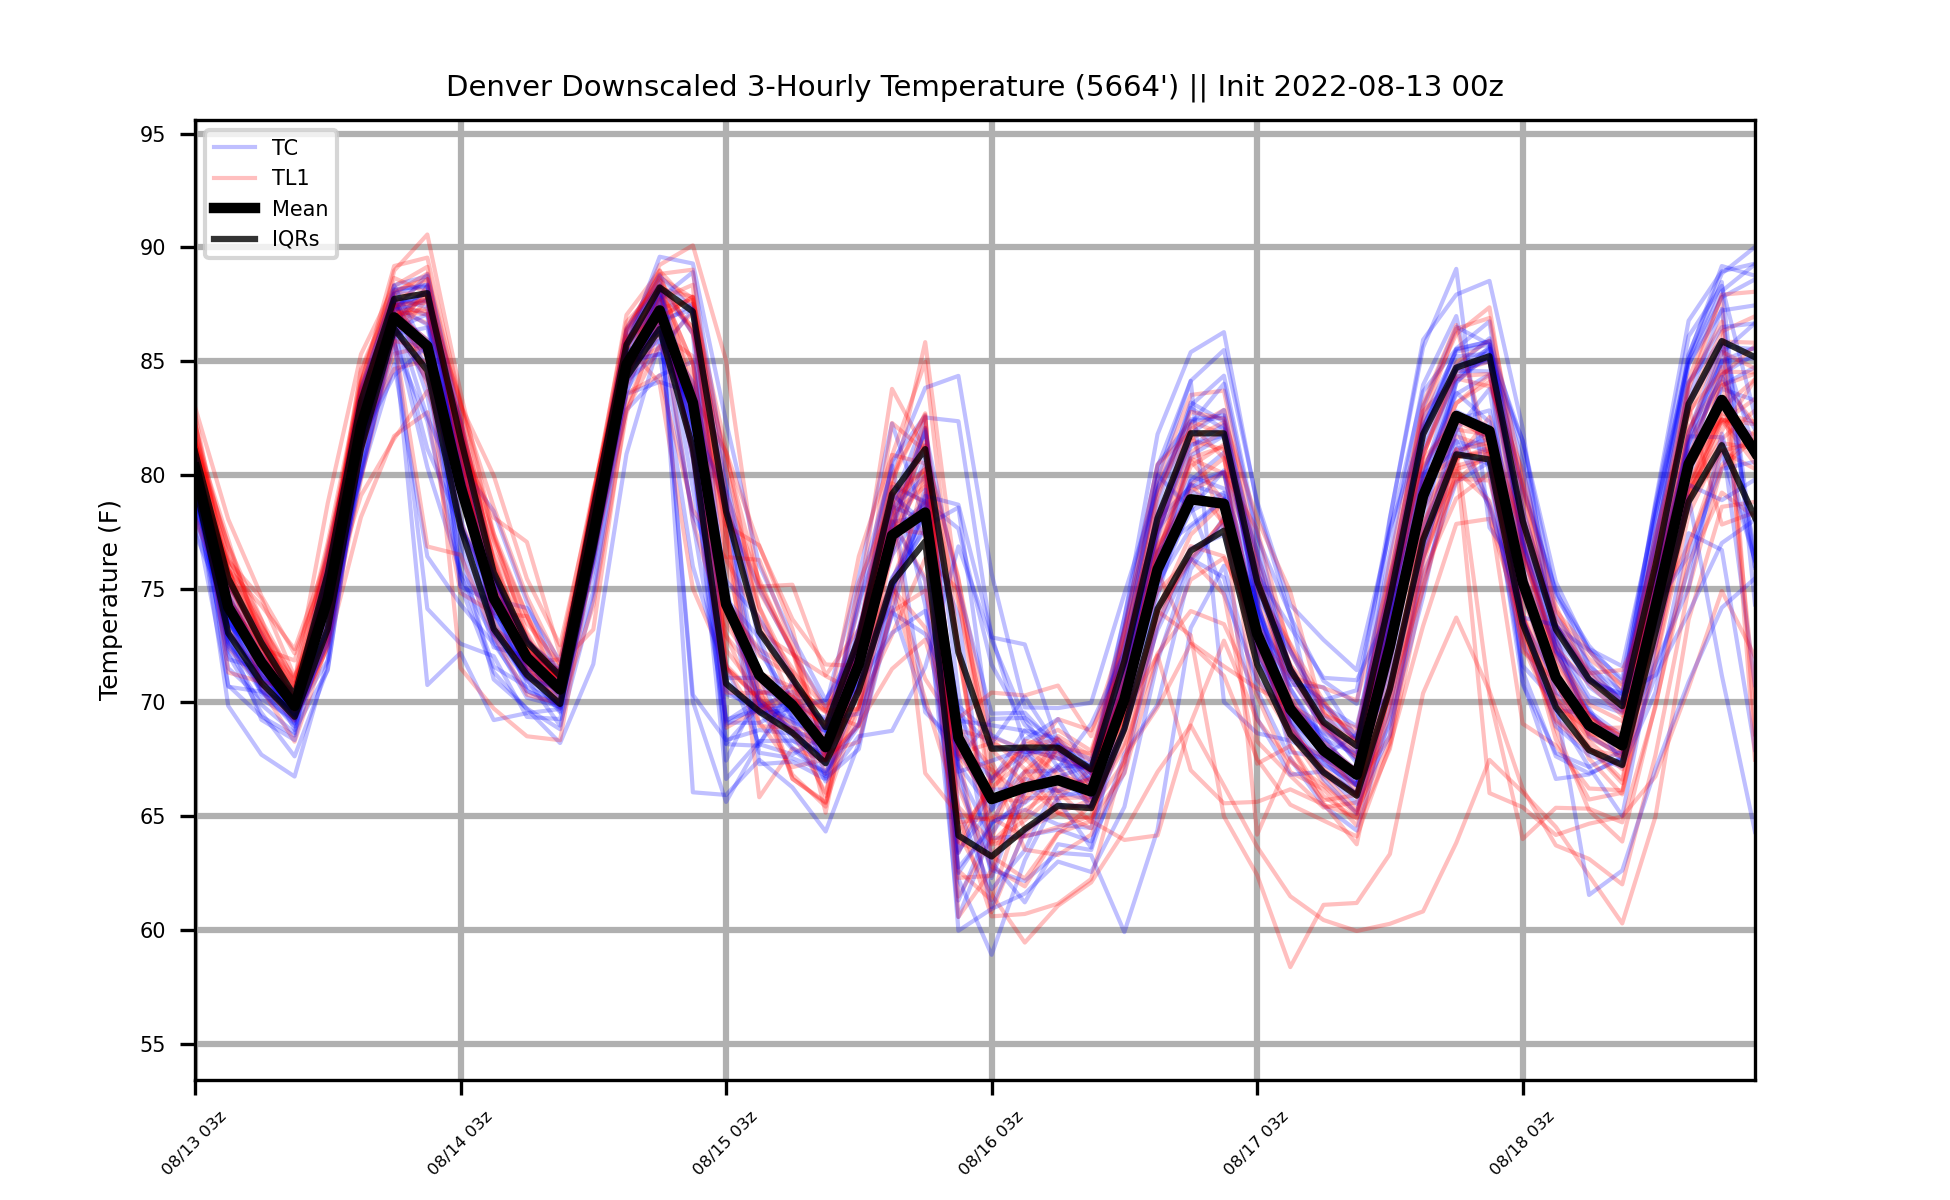 Denver Downscaled 3-Hourly Temperature (5664') || Init 2022-08-13 00z
95
90
85
80
75
70
65
60
55
Temperature (F)
TC
TL1
Mean
IQRs
08/13 03z
08/14 03z
08/15 03z
08/16 03z
08/17 03z
08/18 03z